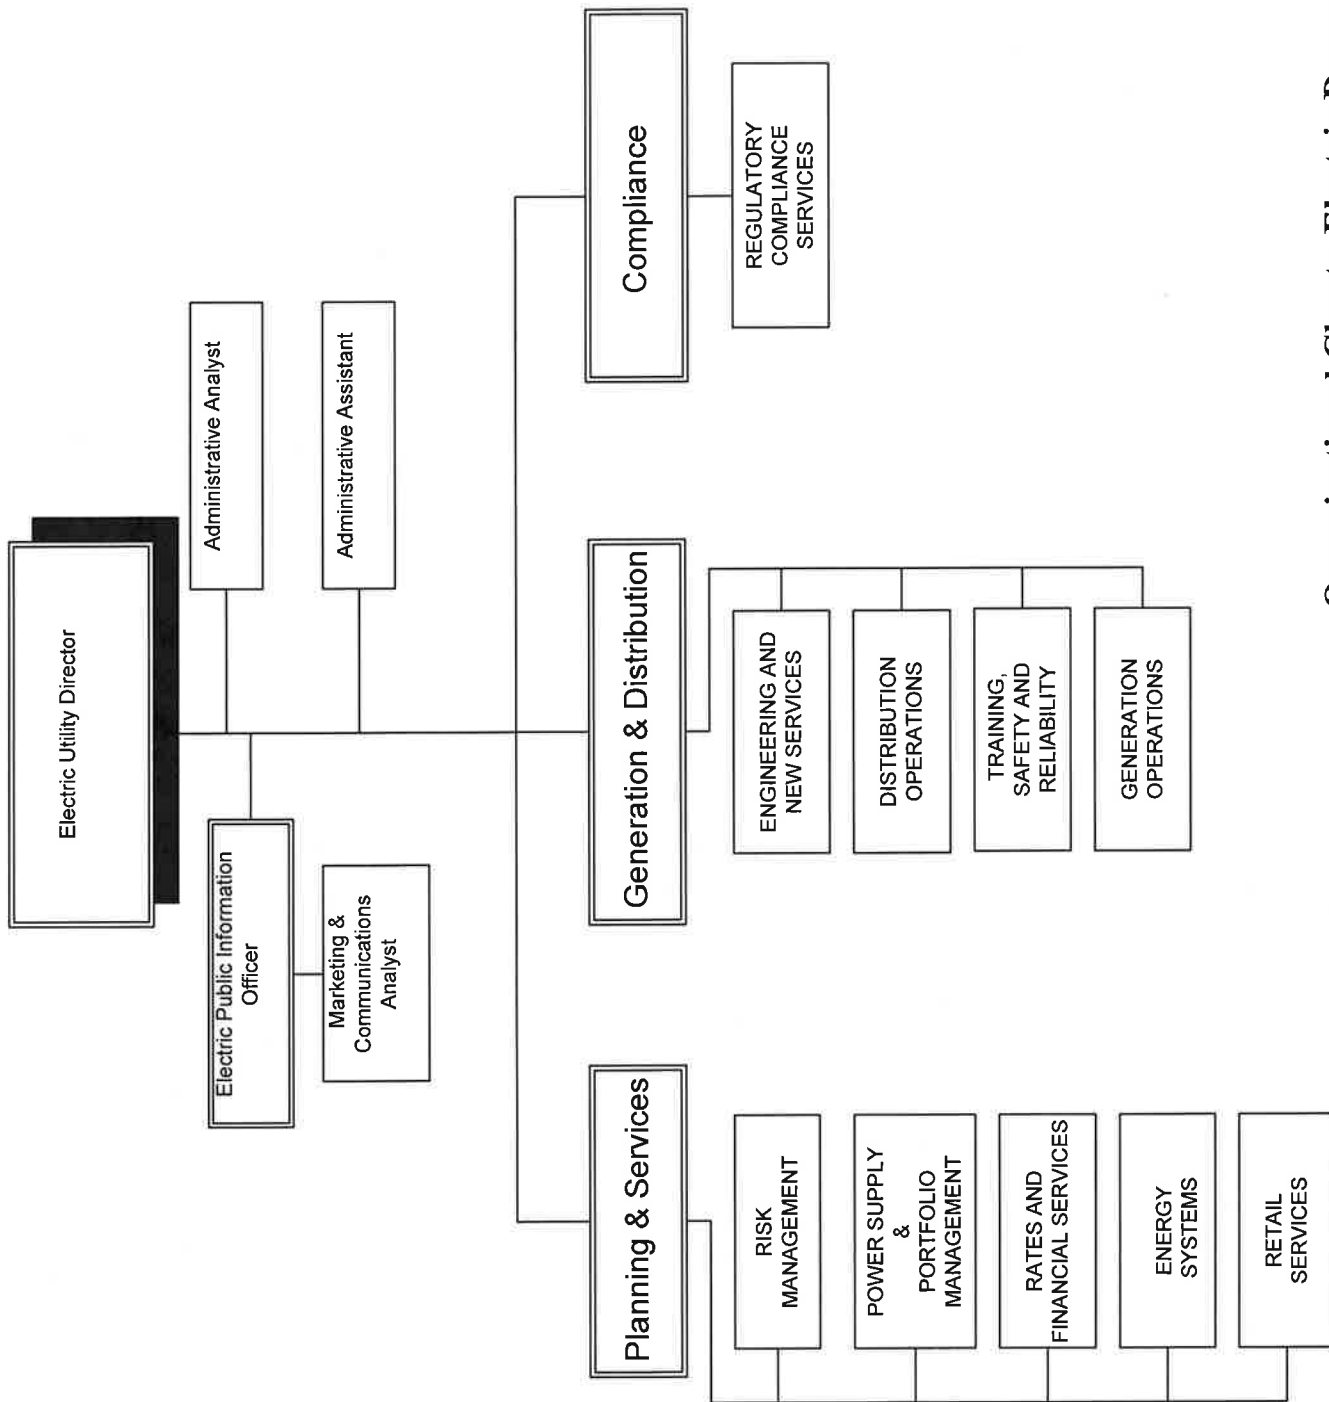 Electric Utility Director
Administrative Analyst
Electric Public Information
Officer
Administrative Assistant
Marketing &
Communications
Analyst
Planning & Services
Generation & Distribution
Compliance
RISK
MANAGEMENT
POWER SUPPLY
&
PORTFOLIO
MANAGEMENT
RATES AND
FINANCIAL SERVICES
ENERGY
SYSTEMS
RETAIL
SERVICES
ENGINEERING AND
NEW SERVICES
DISTRIBUTION
OPERATIONS
TRAINING,
SAFETY AND
RELIABILITY
GENERATION
OPERATIONS
REGULATORY
COMPLIANCE
SERVICES